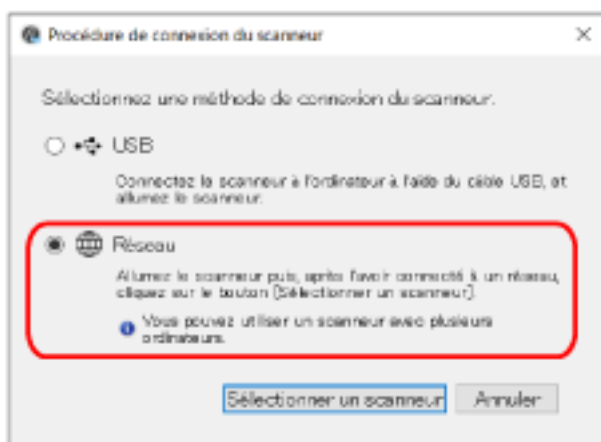 Procédure de connexion du scanneur
Sélectionnez une méthode de connexion du scanneur.
USB
Connectez le scanneur à l'ordinateur à l'aide du câble USB, et
allumez le scanneur.
Réseau
Allumez le scanneur puis, après l'avoir connecté à un réseau,
cliquez sur le bouton [Sélectionner un scanneur].
Vous pouvez utiliser un scanneur avec plusieurs
ordinateurs.
Sélectionner un scanneur Annuler